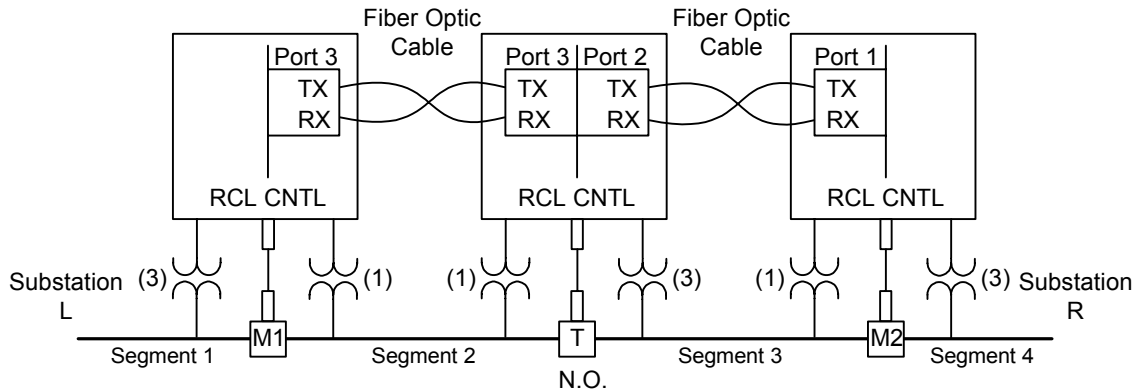 Fiber Optic
Cable
Fiber Optic
Cable
Port 3
TX
RX
RCL CNTL
Port 3
TX
RX
Port 2
TX
RX
RCL CNTL
Port 1
TX
RX
RCL CNTL
Substation
L
(3)
(1)
(1)
(3)
(1)
(3)
Substation
R
Segment 1
M1
Segment 2
T
N.O.
Segment 3
M2
Segment 4